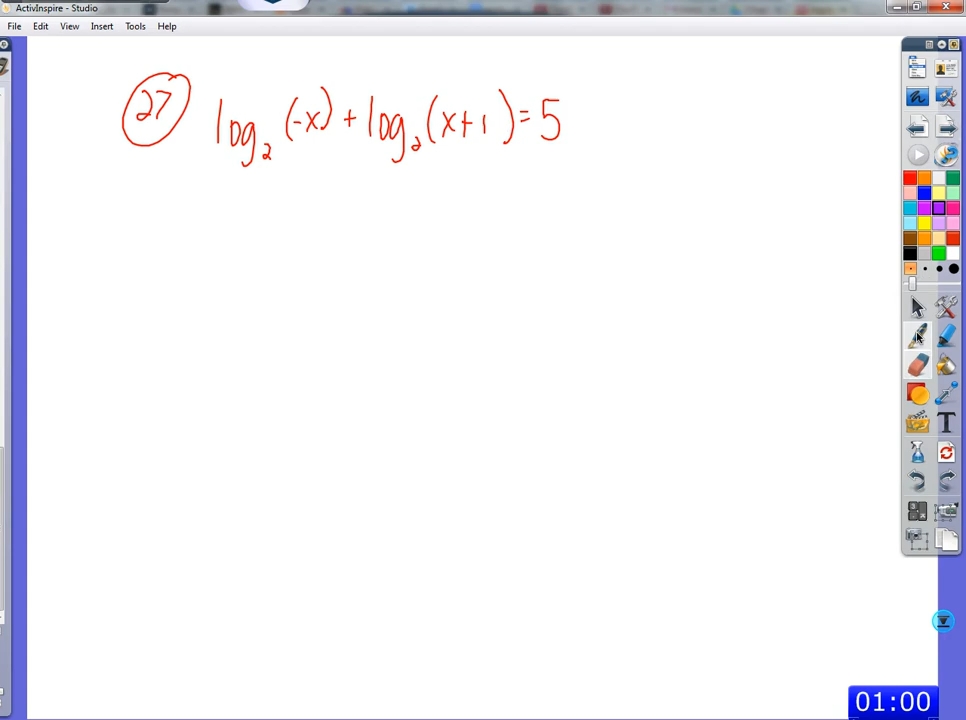 ActivInspire - Studio
File Edit View Insert Tools Help
27 log₂ (-x) + log₂ (x+1) = 5
T
01:00